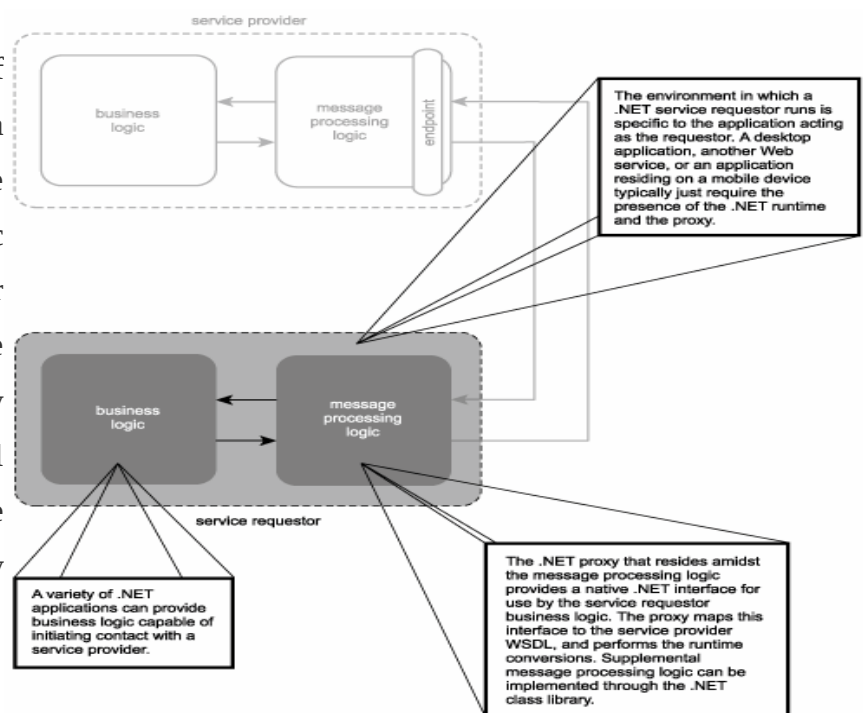 service provider
business
logic
message
processing
logic
endpoint
The environment in which a
.NET service requestor runs is
specific to the application acting
as the requestor. A desktop
application, another Web
service, or an application
residing on a mobile device
typically just require the
presence of the .NET runtime
and the proxy.
business
logic
message
processing
logic
service requestor
A variety of .NET
applications can provide
business logic capable of
initiating contact with a
service provider.
The .NET proxy that resides amidst
the message processing logic
provides a native .NET interface for
use by the service requestor
business logic. The proxy maps this
interface to the service provider
WSDL, and performs the runtime
conversions. Supplemental
message processing logic can be
implemented through the .NET
class library.